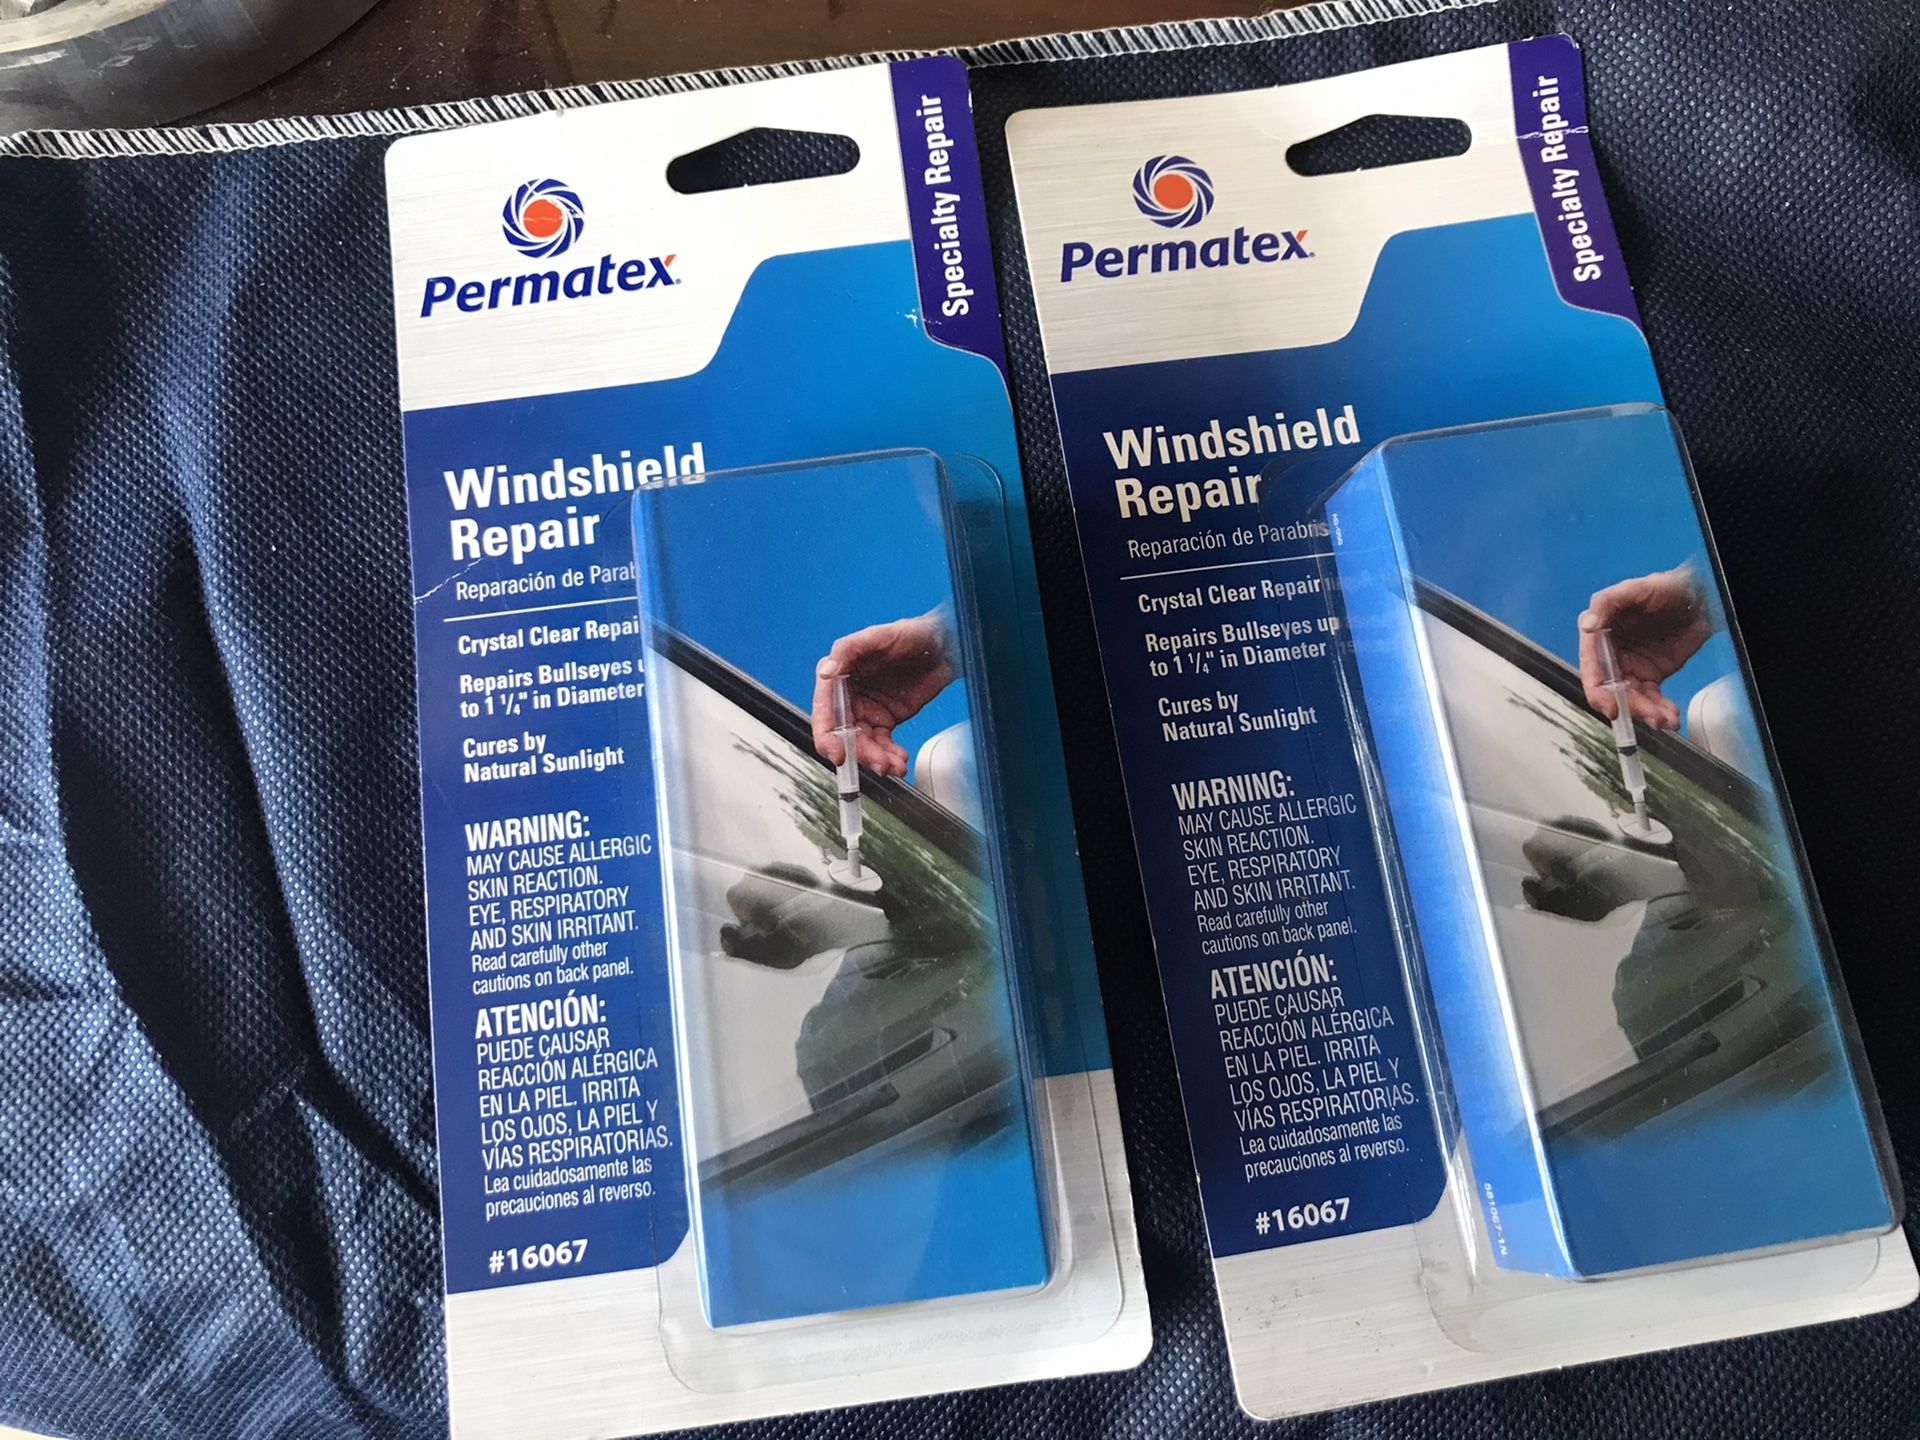 Permatex®
Specialty Repair
Windshield
Repair
Reparación de
Crystal Clear
Repairs Bullseyes
to 1 1/4" in Diameter
Cures by
Natural Sunlight
WARNING:
MAY CAUSE ALLERGIC
SKIN REACTION.
EYE, RESPIRATORY
AND SKIN IRRITANT.
Read carefully other
cautions on back panel.
ATENCIÓN:
PUEDE CAUSAR
REACCIÓN ALÉRGICA
EN LA PIEL. IRRITA
LOS OJOS, LA PIEL Y
VÍAS RESPIRATORIAS.
Lea cuidadosamente las
precauciones al reverso.
#16067
Permatex®
Specialty Repair
Windshield
Repair
Reparación de Parabris
Crystal Clear Repair
Repairs Bullseyes up
to 1 1/4" in Diameter
Cures by
Natural Sunlight
WARNING:
MAY CAUSE ALLERGIC
SKIN REACTION.
EYE, RESPIRATORY
AND SKIN IRRITANT.
Read carefully other
cautions on back panel.
ATENCIÓN:
PUEDE CAUSAR
REACCIÓN ALÉRGICA
EN LA PIEL. IRRITA
LOS OJOS, LA PIEL Y
VÍAS RESPIRATORIAS.
Lea cuidadosamente las
precauciones al reverso.
#16067
581067-1N